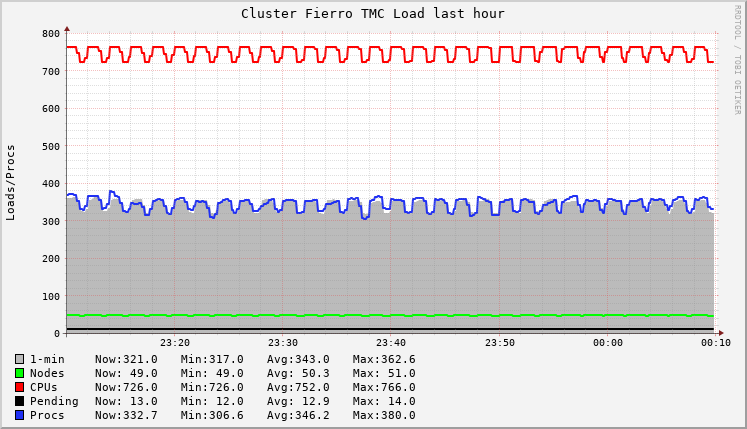 Cluster Fierro TMC Load last hour
RRDTOOL / TOBI OETIKER
Loads/Procs
800
700
600
500
400
300
200
100
0
23:20 23:30 23:40 23:50 00:00 00:10
1-min Now:321.0 Min:317.0 Avg:343.0 Max:362.6
Nodes Now: 49.0 Min: 49.0 Avg: 50.3 Max: 51.0
CPUs Now:726.0 Min:726.0 Avg:752.0 Max:766.0
Pending Now: 13.0 Min: 12.0 Avg: 12.9 Max: 14.0
Procs Now:332.7 Min:306.6 Avg:346.2 Max:380.0